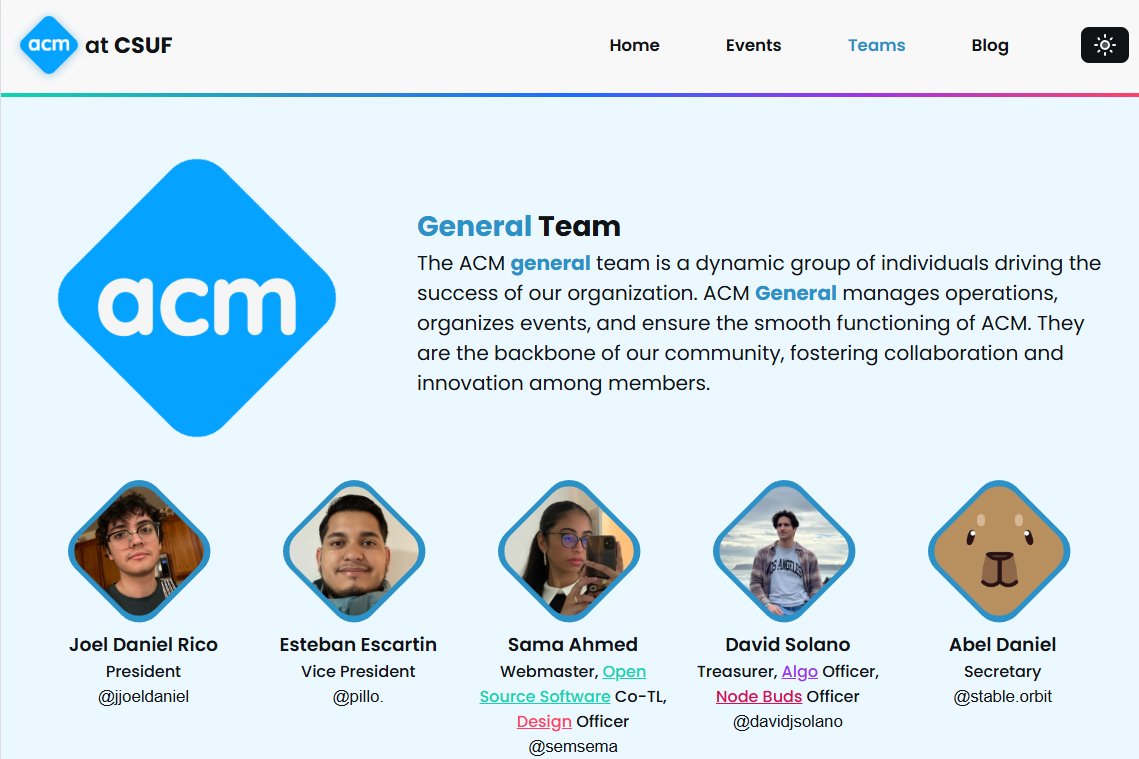 acm at CSUF
Home Events Teams Blog
acm
General Team
The ACM general team is a dynamic group of individuals driving the
success of our organization. ACM General manages operations,
organizes events, and ensure the smooth functioning of ACM. They
are the backbone of our community, fostering collaboration and
innovation among members.
Joel Daniel Rico
President
@jjoeldaniel
Esteban Escartin
Vice President
@pillo.
Sama Ahmed
Webmaster, Open
Source Software Co-TL,
Design Officer
@semsema
LOS ANGELES
David Solano
Treasurer, Algo Officer,
Node Buds Officer
@davidjsolano
Abel Daniel
Secretary
@stable.orbit